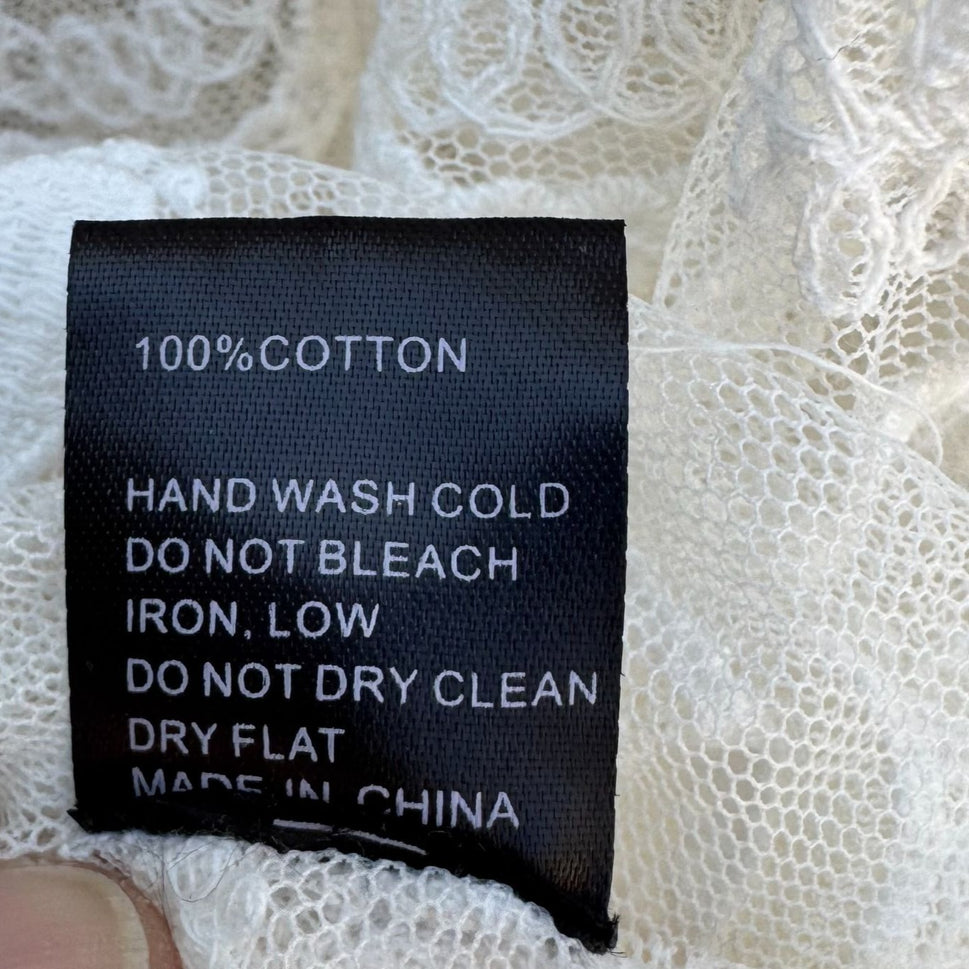 100%COTTON
HAND WASH COLD
DO NOT BLEACH
IRON, LOW
DO NOT DRY CLEAN
DRY FLAT
MADE IN CHINA